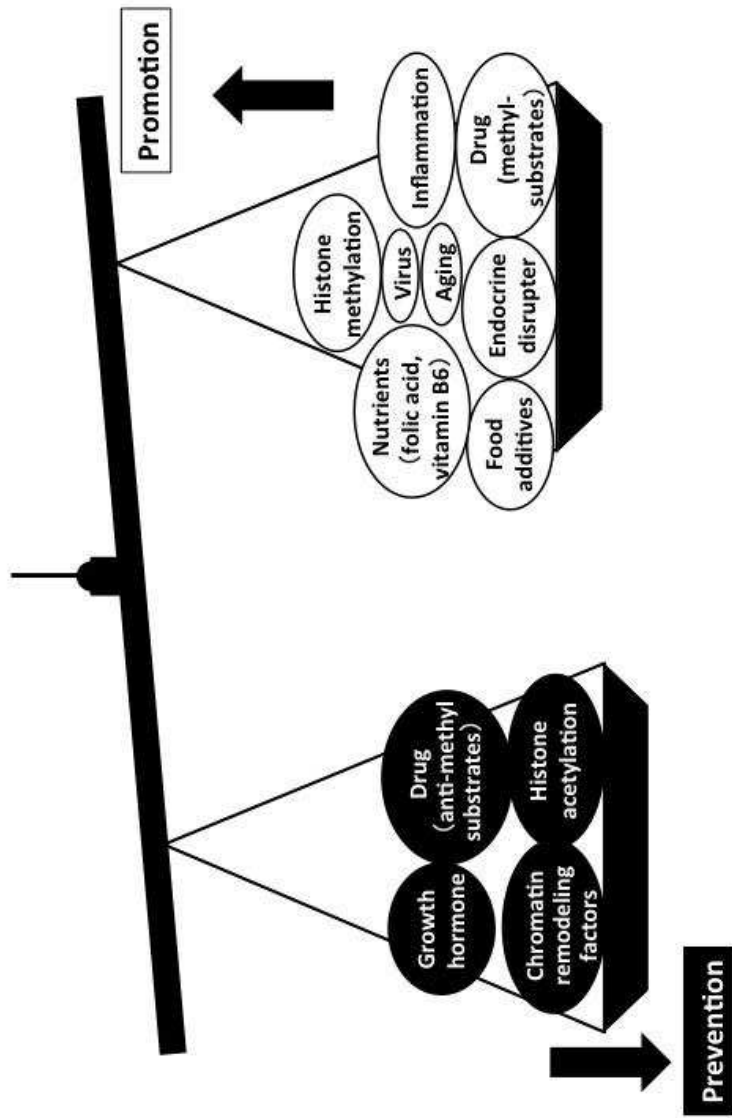 Promotion
Histone
methylation
Virus
Aging
Inflammation
Nutrients
（folic acid,
vitamin B6）
Food
additives
Endocrine
disrupter
Drug
(methyl-
substrates）
Drug
（anti-methyl
substrates）
Growth
hormone
Histone
acetylation
Chromatin
remodeling
factors
Prevention